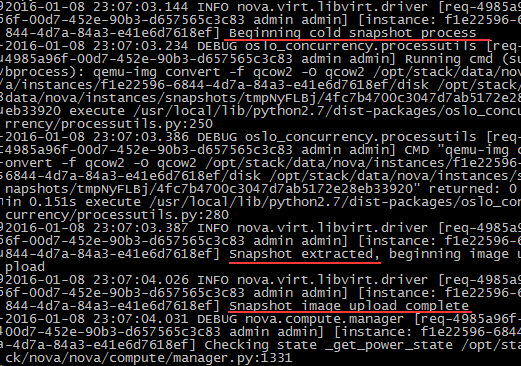 2016-01-08 23:07:03.144 INFO nova.virt.libvirt.driver [req-4985a9
56f-00d7-452e-90b3-d657565c3c83 admin admin] [instance: f1e22596-
844-4d7a-84a3-e41e6d7618ef] Beginning cold snapshot process
2016-01-08 23:07:03.234 DEBUG oslo_concurrency.processutils [req-
4985a96f-00d7-452e-90b3-d657565c3c83 admin admin] Running cmd (su
bprocess): qemu-img convert -f qcow2 -O qcow2 /opt/stack/data/nov
a/instances/f1e22596-6844-4d7a-84a3-e41e6d7618ef/disk /opt/stack/
data/nova/instances/snapshots/tmpNyFLBj/4fc7b4700c3047d7ab5172e28
eb33920 execute /usr/local/lib/python2.7/dist-packages/oslo_concu
rrency/processutils.py:250
2016-01-08 23:07:03.386 DEBUG oslo_concurrency.processutils [req-
4985a96f-00d7-452e-90b3-d657565c3c83 admin admin] CMD "qemu-img c
onvert -f qcow2 -O qcow2 /opt/stack/data/nova/instances/f1e22596-
6844-4d7a-84a3-e41e6d7618ef/disk /opt/stack/data/nova/instances/s
napshots/tmpNyFLBj/4fc7b4700c3047d7ab5172e28eb33920" returned: 0
in 0.151s execute /usr/local/lib/python2.7/dist-packages/oslo_con
currency/processutils.py:280
2016-01-08 23:07:03.387 INFO nova.virt.libvirt.driver [req-4985a9
6f-00d7-452e-90b3-d657565c3c83 admin admin] [instance: f1e22596-6
844-4d7a-84a3-e41e6d7618ef] Snapshot extracted, beginning image u
pload
2016-01-08 23:07:04.026 INFO nova.virt.libvirt.driver [req-4985a9
56f-00d7-452e-90b3-d657565c3c83 admin admin] [instance: f1e22596-
844-4d7a-84a3-e41e6d7618ef] Snapshot image upload complete
2016-01-08 23:07:04.031 DEBUG nova.compute.manager [req-4985a96f-
00d7-452e-90b3-d657565c3c83 admin admin] [instance: f1e22596-6844
-4d7a-84a3-e41e6d7618ef] Checking state _get_power_state /opt/sta
ck/nova/nova/compute/manager.py:1331